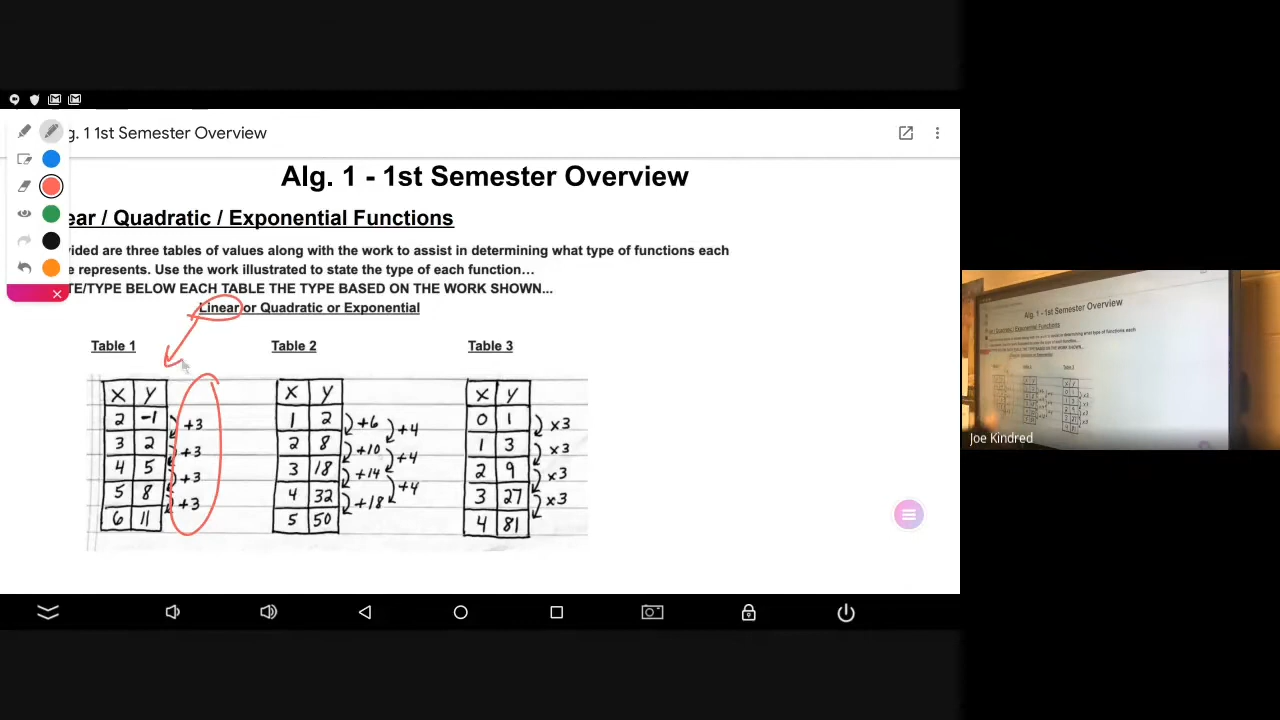 g. 1 1st Semester Overview
Alg. 1 - 1st Semester Overview
ear / Quadratic / Exponential Functions
vided are three tables of values along with the work to assist in determining what type of functions each
e represents. Use the work illustrated to state the type of each function...
TE/TYPE BELOW EACH TABLE THE TYPE BASED ON THE WORK SHOWN...
Linear or Quadratic or Exponential
Table 1
X Y
2 -1
3 2
4 5
5 8
6 11
+3
+3
+3
+3
Table 2
X Y
1 2
2 8
3 18
4 32
5 50
+6
+10
+14
+18
+4
+4
+4
Table 3
X Y
0 1
1 3
2 9
3 27
4 81
x3
x3
x3
x3
Alg. 1 - 1st Semester Overview
Joe Kindred